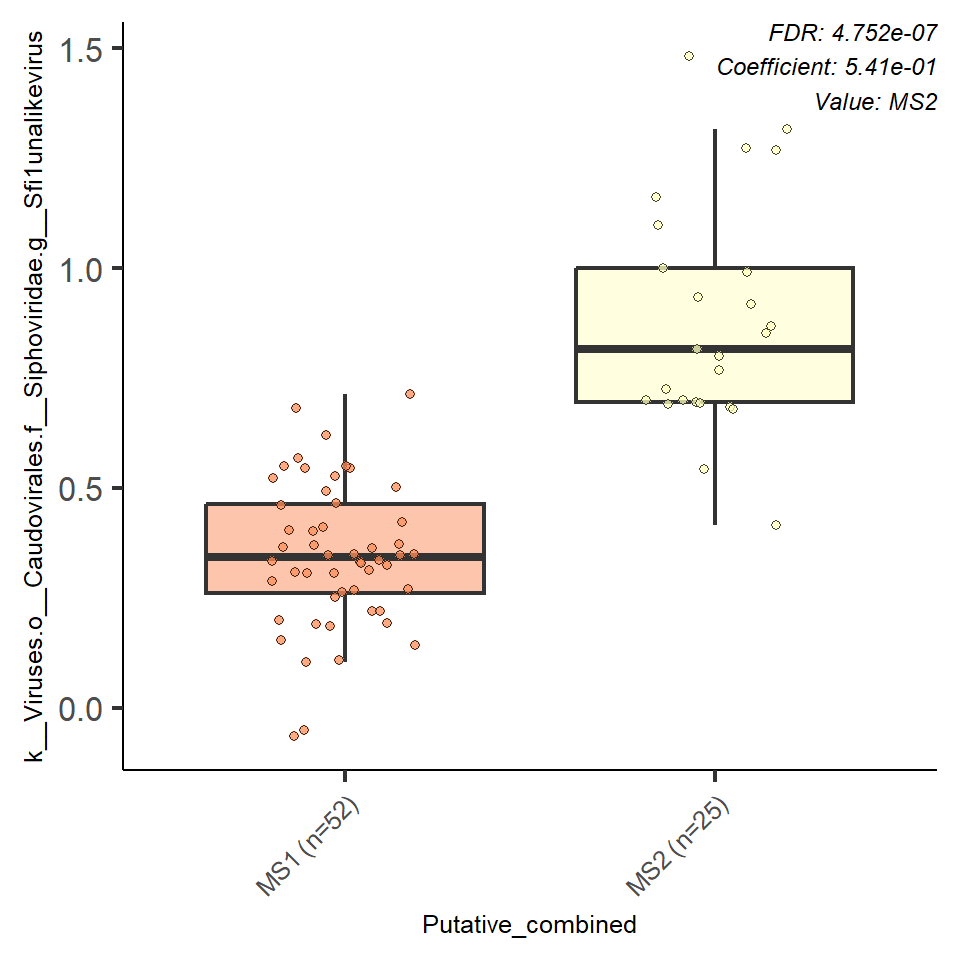 FDR: 4.752e-07
Coefficient: 5.41e-01
Value: MS2
k__Viruses.o__Caudovirales.f__Siphoviridae.g__Sfi1unalikevirus
1.5
1.0
0.5
0.0
MS1 (n=52)
MS2 (n=25)
Putative_combined